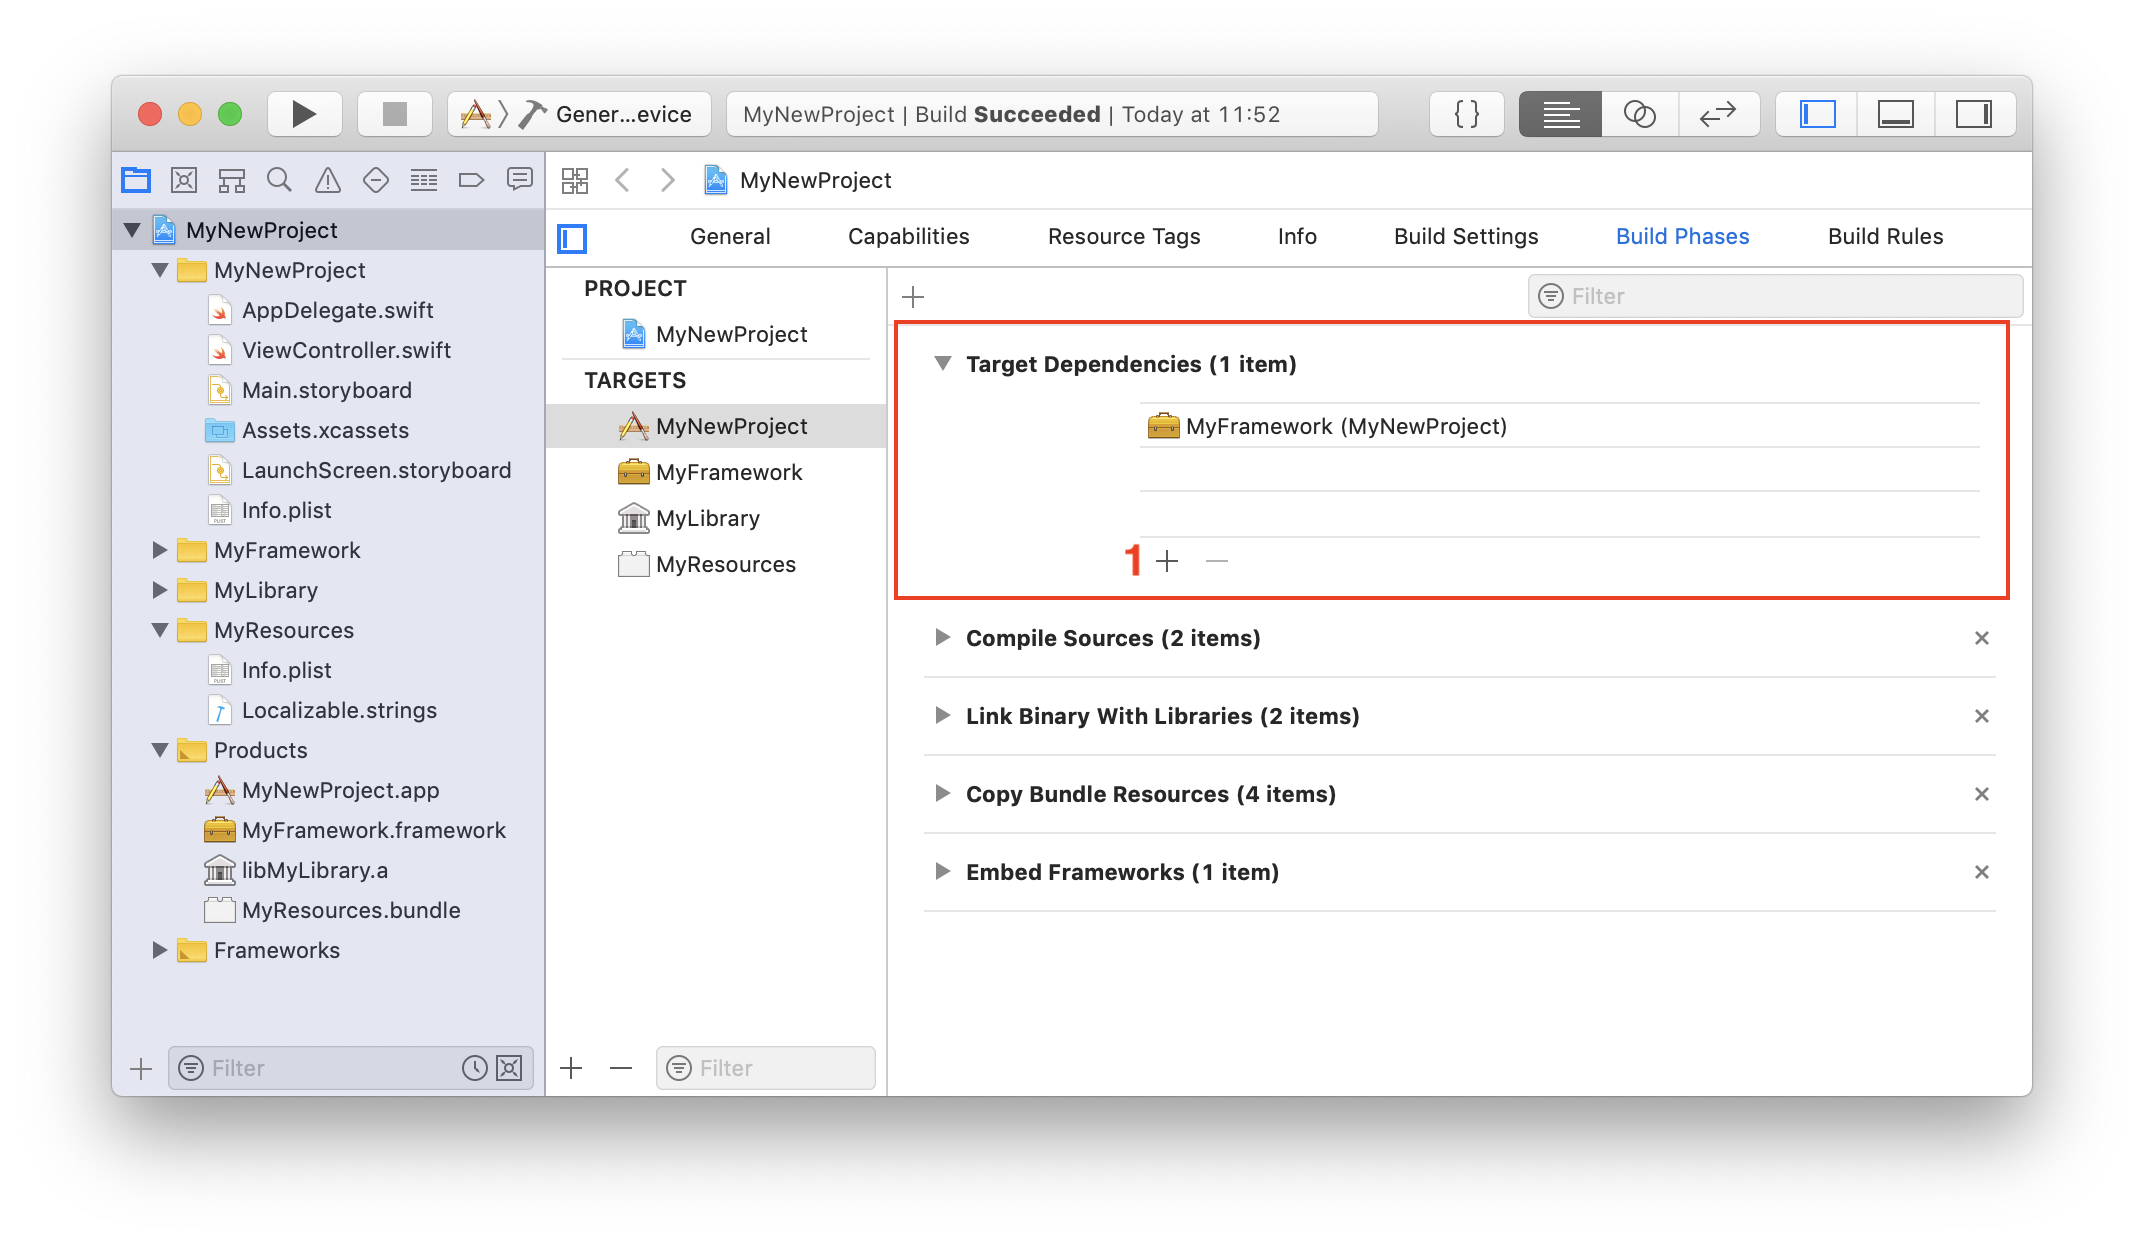 Gener...evice
MyNewProject | Build Succeeded | Today at 11:52
MyNewProject
MyNewProject
AppDelegate.swift
ViewController.swift
Main.storyboard
Assets.xcassets
LaunchScreen.storyboard
Info.plist
MyFramework
MyLibrary
MyResources
Info.plist
Localizable.strings
Products
MyNewProject.app
MyFramework.framework
libMyLibrary.a
MyResources.bundle
Frameworks
Filter
MyNewProject
General Capabilities Resource Tags Info Build Settings Build Phases Build Rules
PROJECT
MyNewProject
TARGETS
MyNewProject
MyFramework
MyLibrary
MyResources
Filter
Filter
Target Dependencies (1 item)
MyFramework (MyNewProject)
1
Compile Sources (2 items)
Link Binary With Libraries (2 items)
Copy Bundle Resources (4 items)
Embed Frameworks (1 item)